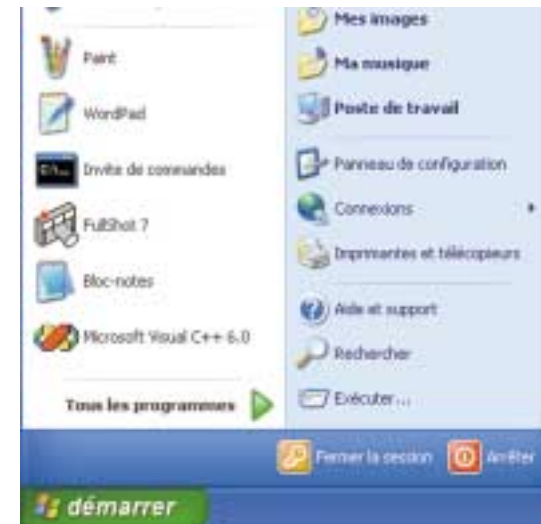 Paint
WordPad
Invite de commandes
FullShot 7
Bloc-notes
Microsoft Visual C++ 6.0
Tous les programmes
Mes images
Ma musique
Poste de travail
Panneau de configuration
Connexions
Imprimantes et télécopieurs
Aide et support
Rechercher
Exécuter...
Fermer la session
Arrêter
démarrer